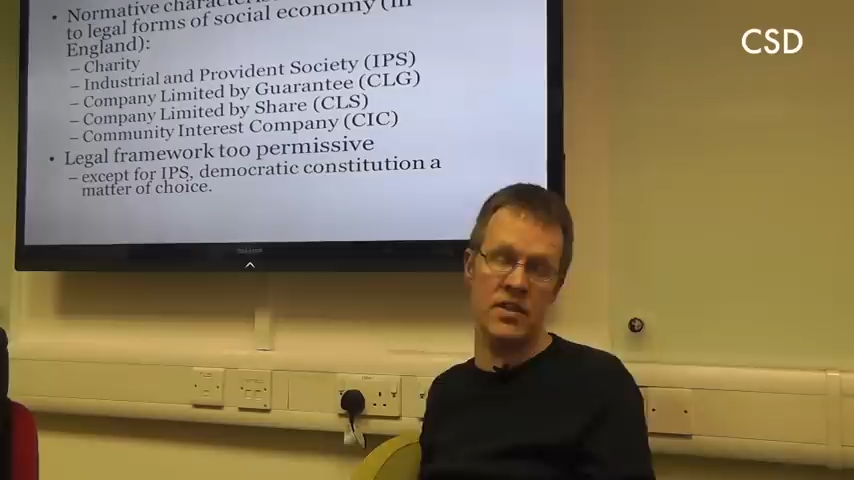 • Normative
to legal forms of social economy (in
England):
– Charity
– Industrial and Provident Society (IPS)
– Company Limited by Guarantee (CLG)
– Company Limited by Share (CLS)
– Community Interest Company (CIC)
• Legal framework too permissive
– except for IPS, democratic constitution a
matter of choice.
CSD